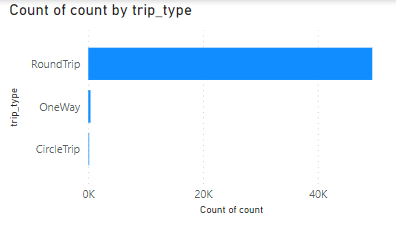 Count of count by trip_type
trip_type
RoundTrip
OneWay
CircleTrip
0K 20K 40K
Count of count